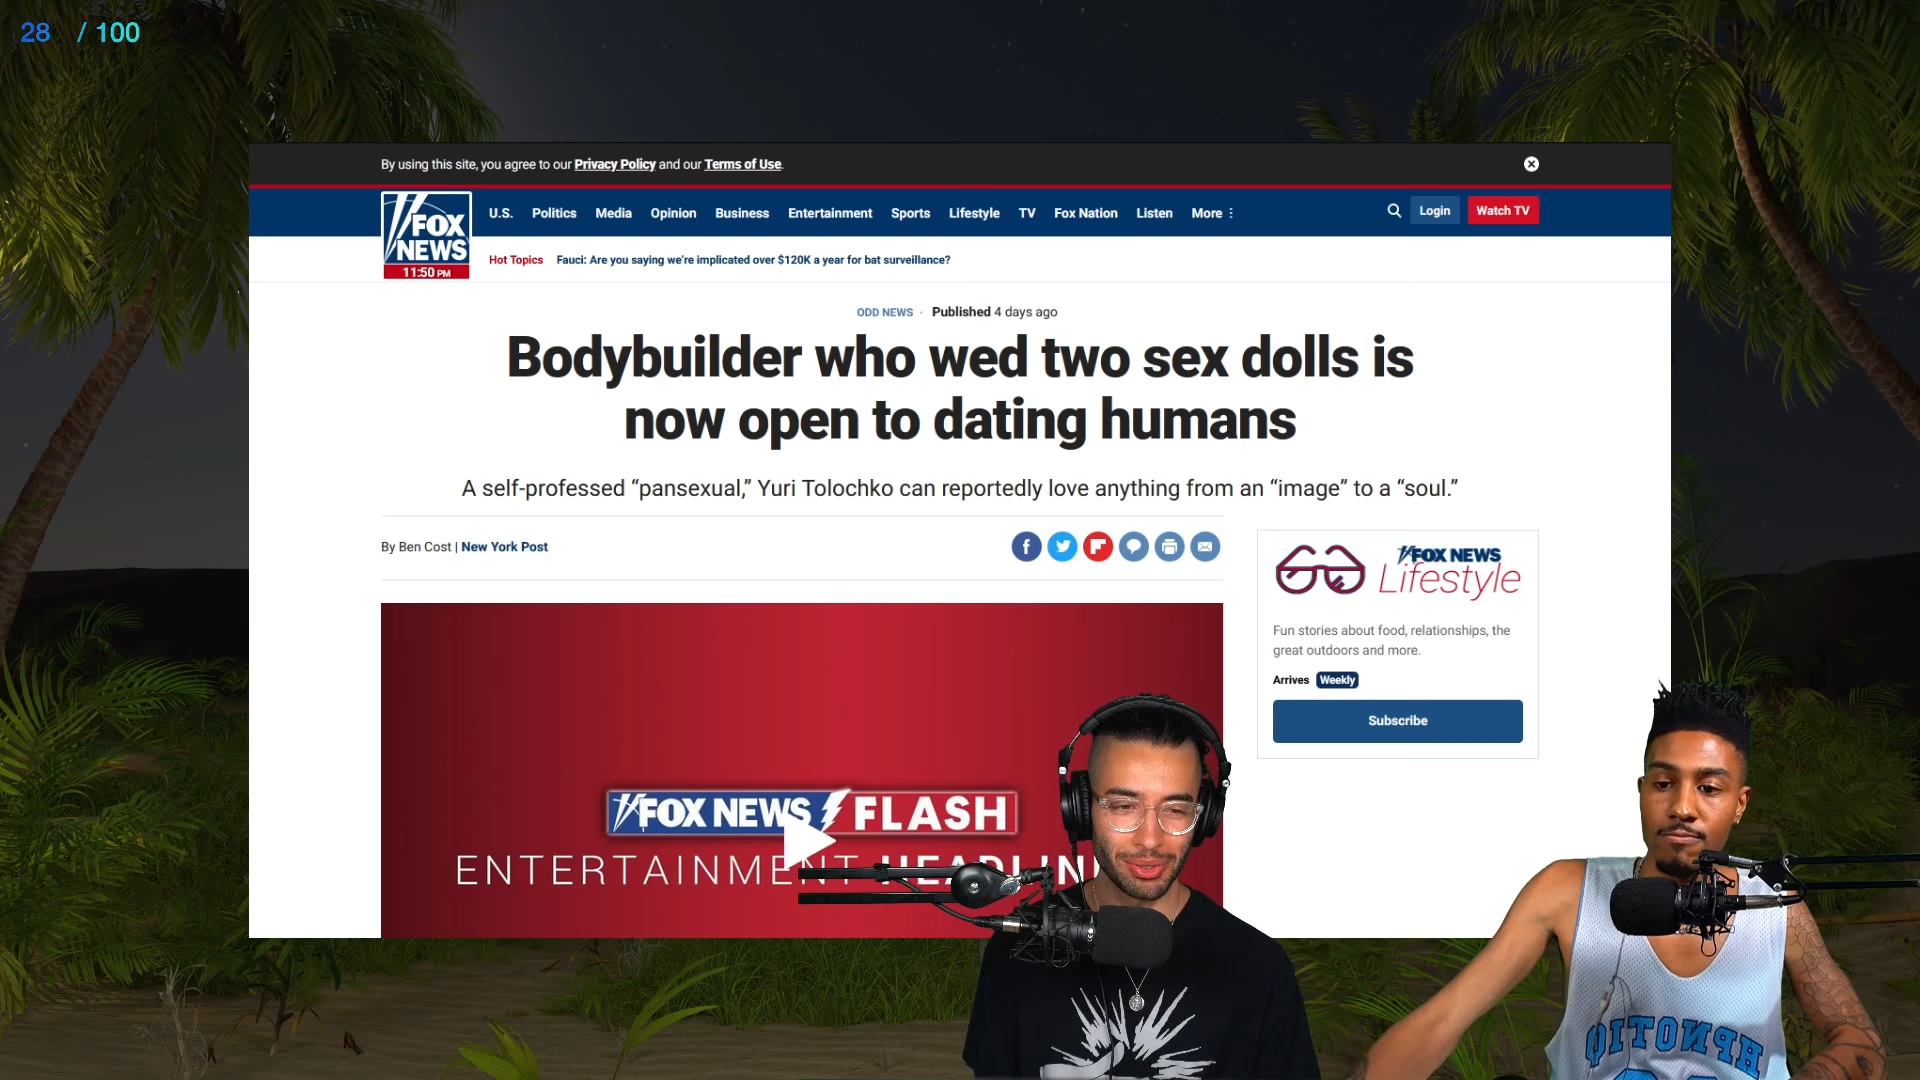 28 / 100
By using this site, you agree to our Privacy Policy and our Terms of Use.
FOX NEWS
11:50 PM
U.S. Politics Media Opinion Business Entertainment Sports Lifestyle TV Fox Nation Listen More
Login
Watch TV
Hot Topics Fauci: Are you saying we're implicated over $120K a year for bat surveillance?
ODD NEWS · Published 4 days ago
Bodybuilder who wed two sex dolls is
now open to dating humans
A self-professed “pansexual,” Yuri Tolochko can reportedly love anything from an “image” to a “soul.”
By Ben Cost | New York Post
FOX NEWS
Lifestyle
Fun stories about food, relationships, the
great outdoors and more.
Arrives Weekly
Subscribe
FOX NEWS FLASH
ENTERTAINMENT
HPNOTIQ